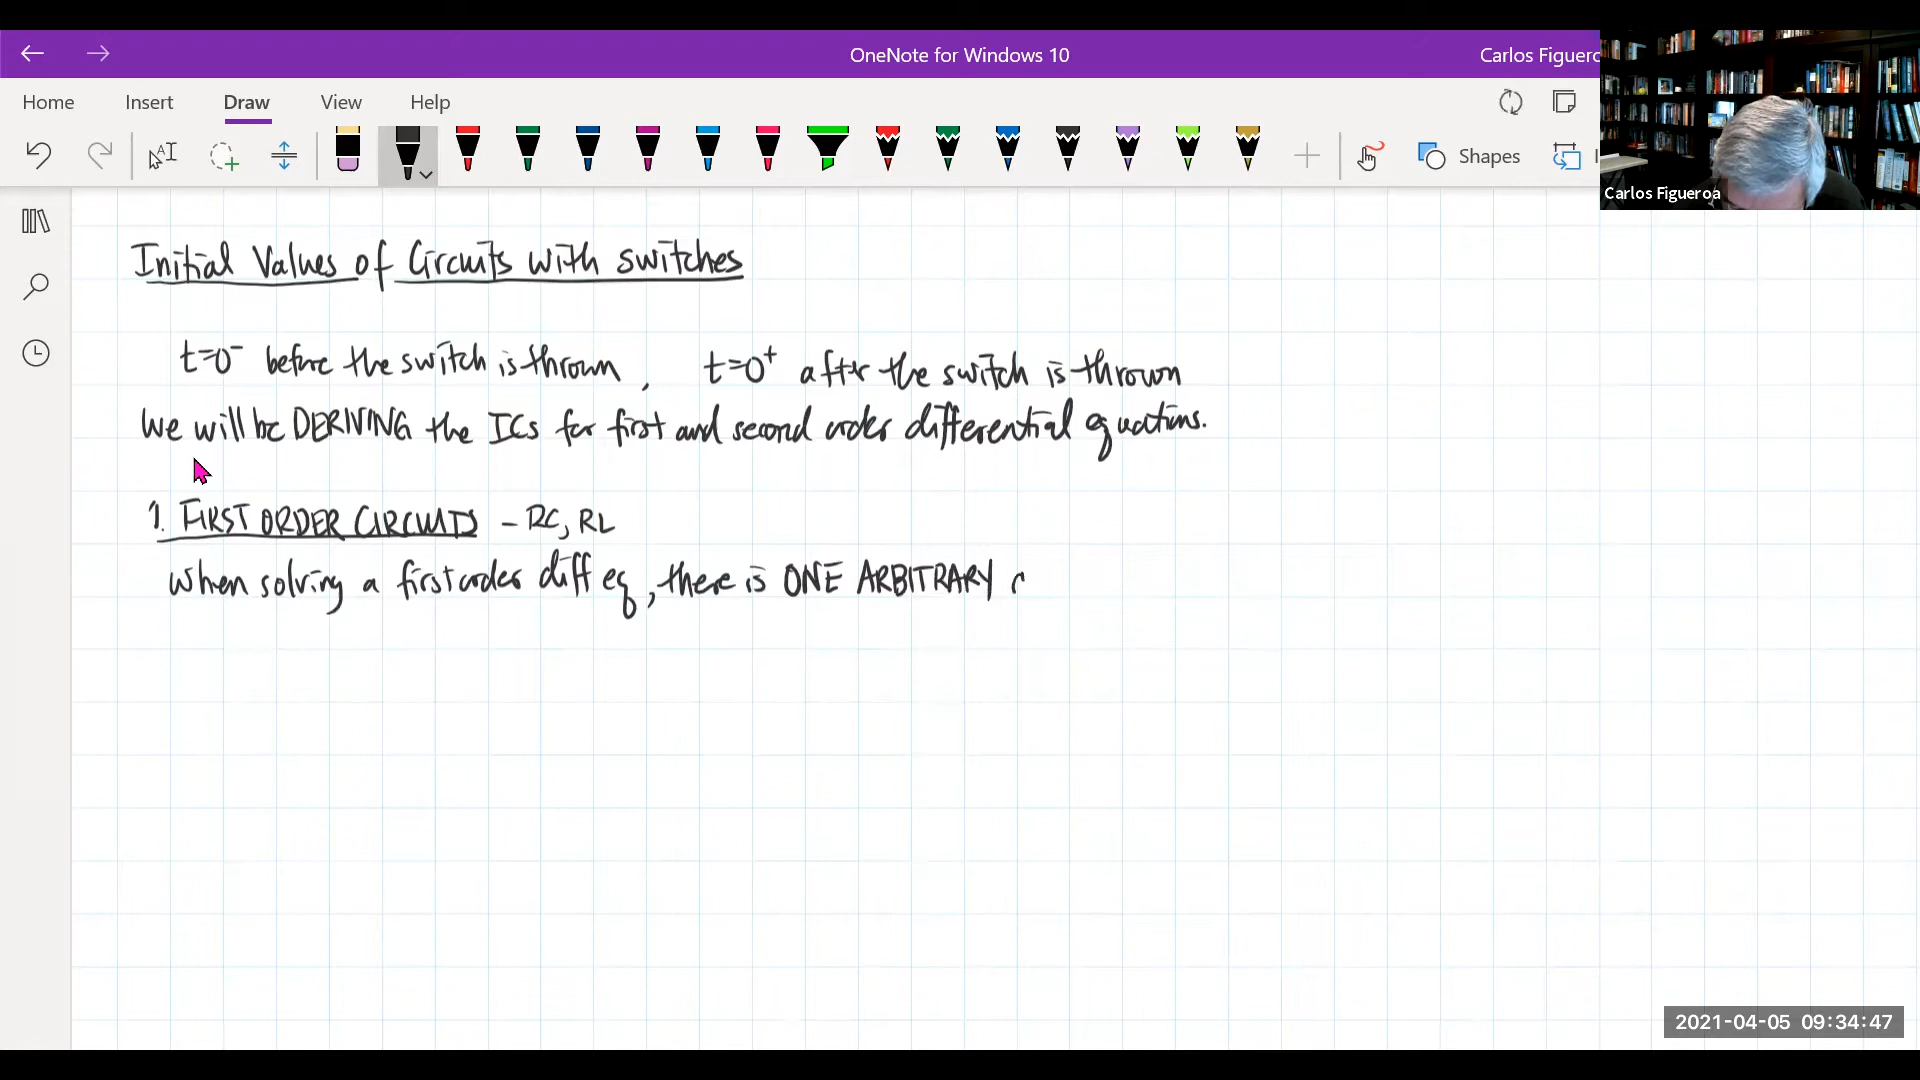 OneNote for Windows 10
Carlos Figuero
Home Insert Draw View Help
Shapes
Carlos Figueroa
Initial Values of Circuits with switches
t=0⁻ before the switch is thrown, t=0⁺ after the switch is thrown
We will be DERIVING the ICs for first and second order differential equations.
1. FIRST ORDER CIRCUITS – RC, RL
When solving a first order diff eq, there is ONE ARBITRARY c
2021-04-05 09:34:47